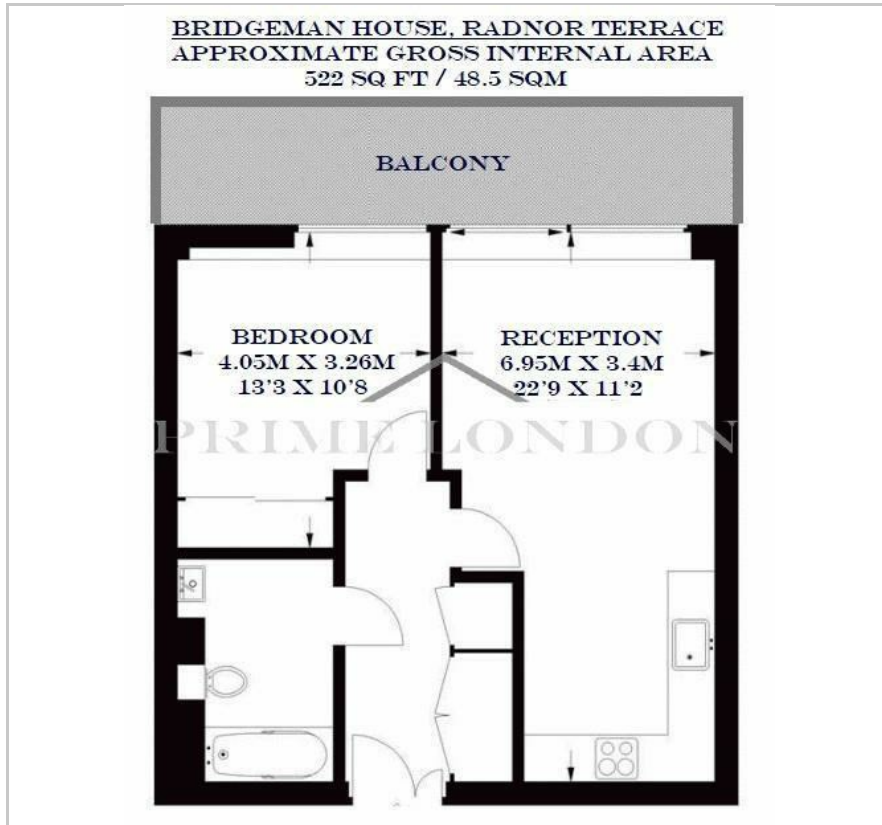 BRIDGEMAN HOUSE, RADNOR TERRACE
APPROXIMATE GROSS INTERNAL AREA
522 SQ FT / 48.5 SQM
BALCONY
BEDROOM
4.05M X 3.26M
13'3 X 10'8
RECEPTION
6.95M X 3.4M
22'9 X 11'2
PRIME LONDON